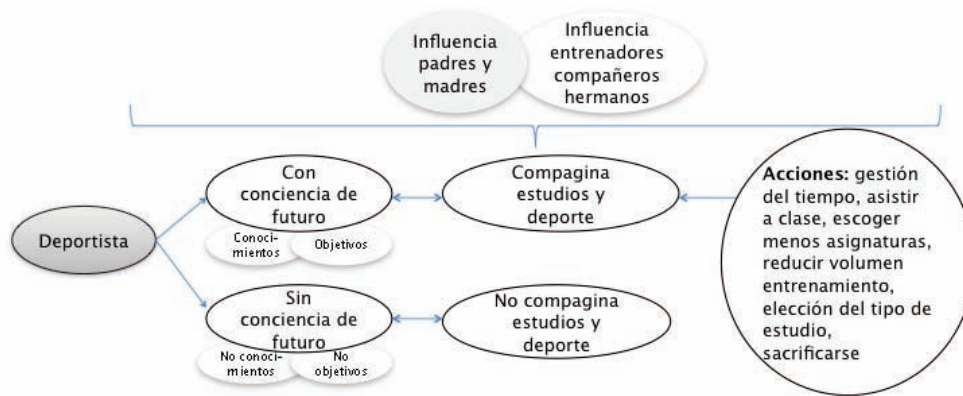 Influencia
padres y
madres
Influencia
entrenadores
compañeros
hermanos
Deportista
Con
conciencia de
futuro
Conoci-
mientos
Objetivos
Compagina
estudios y
deporte
Acciones: gestión
del tiempo, asistir
a clase, escoger
menos asignaturas,
reducir volumen
entrenamiento,
elección del tipo de
estudio,
sacrificarse
Sin
conciencia de
futuro
No conoci-
mientos
No
objetivos
No compagina
estudios y
deporte